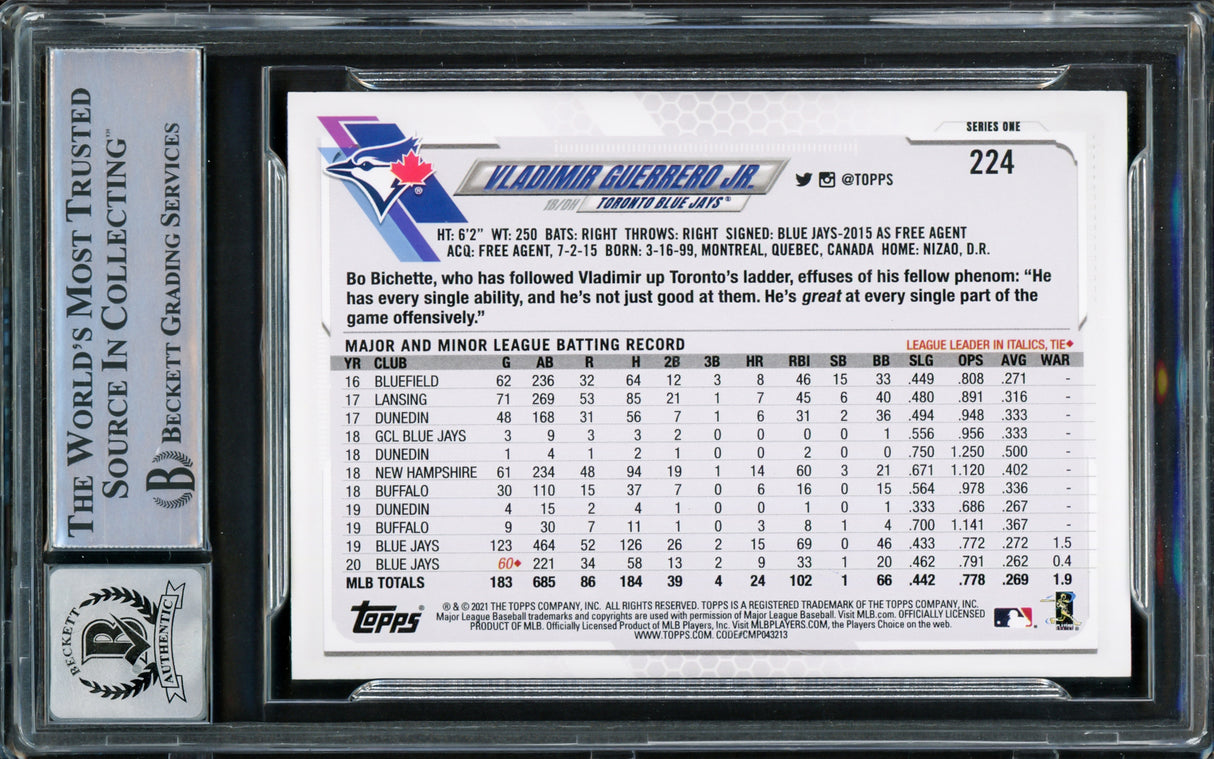 THE WORLD'S MOST TRUSTED
SOURCE IN COLLECTING™
BECKETT GRADING SERVICES
BECKETT
AUTHENTIC
SERIES ONE
224
VLADIMIR GUERRERO JR.
1B/DH TORONTO BLUE JAYS®
@TOPPS
HT: 6'2" WT: 250 BATS: RIGHT THROWS: RIGHT SIGNED: BLUE JAYS-2015 AS FREE AGENT
ACQ: FREE AGENT, 7-2-15 BORN: 3-16-99, MONTREAL, QUEBEC, CANADA HOME: NIZAO, D.R.
Bo Bichette, who has followed Vladimir up Toronto's ladder, effuses of his fellow phenom: "He
has every single ability, and he's not just good at them. He's great at every single part of the
game offensively."
MAJOR AND MINOR LEAGUE BATTING RECORD LEAGUE LEADER IN ITALICS, TIE◆
YR CLUB G AB R H 2B 3B HR RBI SB BB SLG OPS AVG WAR
16 BLUEFIELD 62 236 32 64 12 3 8 46 15 33 .449 .808 .271 -
17 LANSING 71 269 53 85 21 1 7 45 6 40 .480 .891 .316 -
17 DUNEDIN 48 168 31 56 7 1 6 31 2 36 .494 .948 .333 -
18 GCL BLUE JAYS 3 9 3 3 2 0 0 0 0 1 .556 .956 .333 -
18 DUNEDIN 1 4 1 2 1 0 0 2 0 0 .750 1.250 .500 -
18 NEW HAMPSHIRE 61 234 48 94 19 1 14 60 3 21 .671 1.120 .402 -
18 BUFFALO 30 110 15 37 7 0 6 16 0 15 .564 .978 .336 -
19 DUNEDIN 4 15 2 4 1 0 0 1 0 1 .333 .686 .267 -
19 BUFFALO 9 30 7 11 1 0 3 8 1 4 .700 1.141 .367 -
19 BLUE JAYS 123 464 52 126 26 2 15 69 0 46 .433 .772 .272 1.5
20 BLUE JAYS 60◆ 221 34 58 13 2 9 33 1 20 .462 .791 .262 0.4
MLB TOTALS 183 685 86 184 39 4 24 102 1 66 .442 .778 .269 1.9
TOPPS®
® & © 2021 THE TOPPS COMPANY, INC. ALL RIGHTS RESERVED. TOPPS IS A REGISTERED TRADEMARK OF THE TOPPS COMPANY, INC.
Major League Baseball trademarks and copyrights are used with permission of Major League Baseball. Visit MLB.com. OFFICIALLY LICENSED
PRODUCT OF MLB. Officially Licensed Product of MLB Players, Inc. Visit MLBPLAYERS.COM, the Players Choice on the web.
WWW.TOPPS.COM. CODE#CMP043213